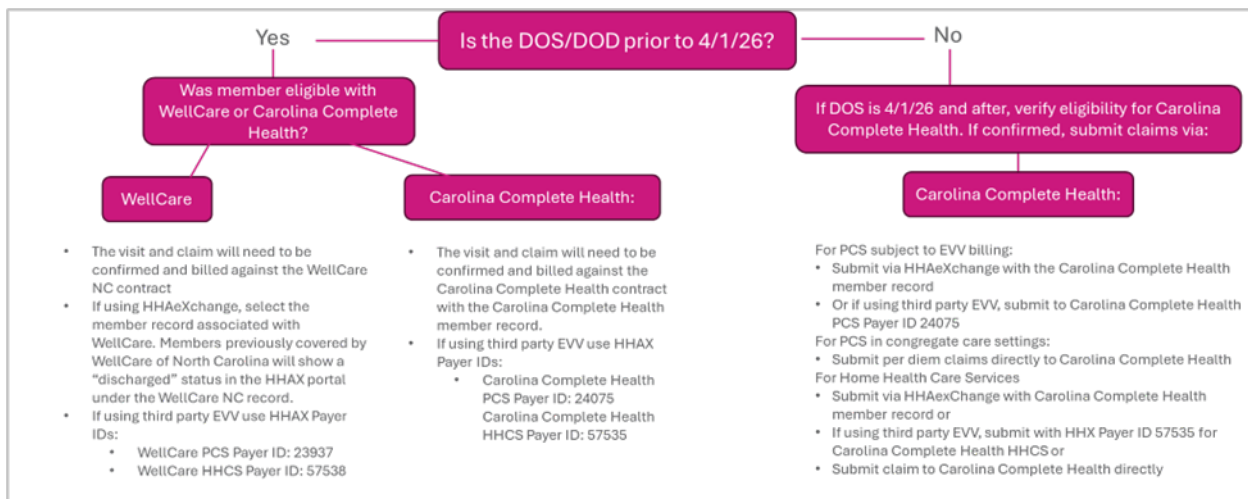 Yes
Is the DOS/DOD prior to 4/1/26?
No
Was member eligible with
WellCare or Carolina Complete
Health?
If DOS is 4/1/26 and after, verify eligibility for Carolina
Complete Health. If confirmed, submit claims via:
WellCare
Carolina Complete Health:
Carolina Complete Health:
• The visit and claim will need to be
confirmed and billed against the WellCare
NC contract
• If using HHAeXchange, select the
member record associated with
WellCare. Members previously covered by
WellCare of North Carolina will show a
“discharged” status in the HHAX portal
under the WellCare NC record.
• If using third party EVV use HHAX Payer
IDs:
• WellCare PCS Payer ID: 23937
• WellCare HHCS Payer ID: 57538
• The visit and claim will need to be
confirmed and billed against the
Carolina Complete Health contract
with the Carolina Complete Health
member record.
• If using third party EVV use HHAX
Payer IDs:
• Carolina Complete Health
PCS Payer ID: 24075
Carolina Complete Health
HHCS Payer ID: 57535
For PCS subject to EVV billing:
• Submit via HHAeXchange with the Carolina Complete Health
member record
• Or if using third party EVV, submit to Carolina Complete Health
PCS Payer ID 24075
For PCS in congregate care settings:
• Submit per diem claims directly to Carolina Complete Health
For Home Health Care Services
• Submit via HHAexChange with Carolina Complete Health
member record or
• If using third party EVV, submit with HHX Payer ID 57535 for
Carolina Complete Health HHCS or
• Submit claim to Carolina Complete Health directly